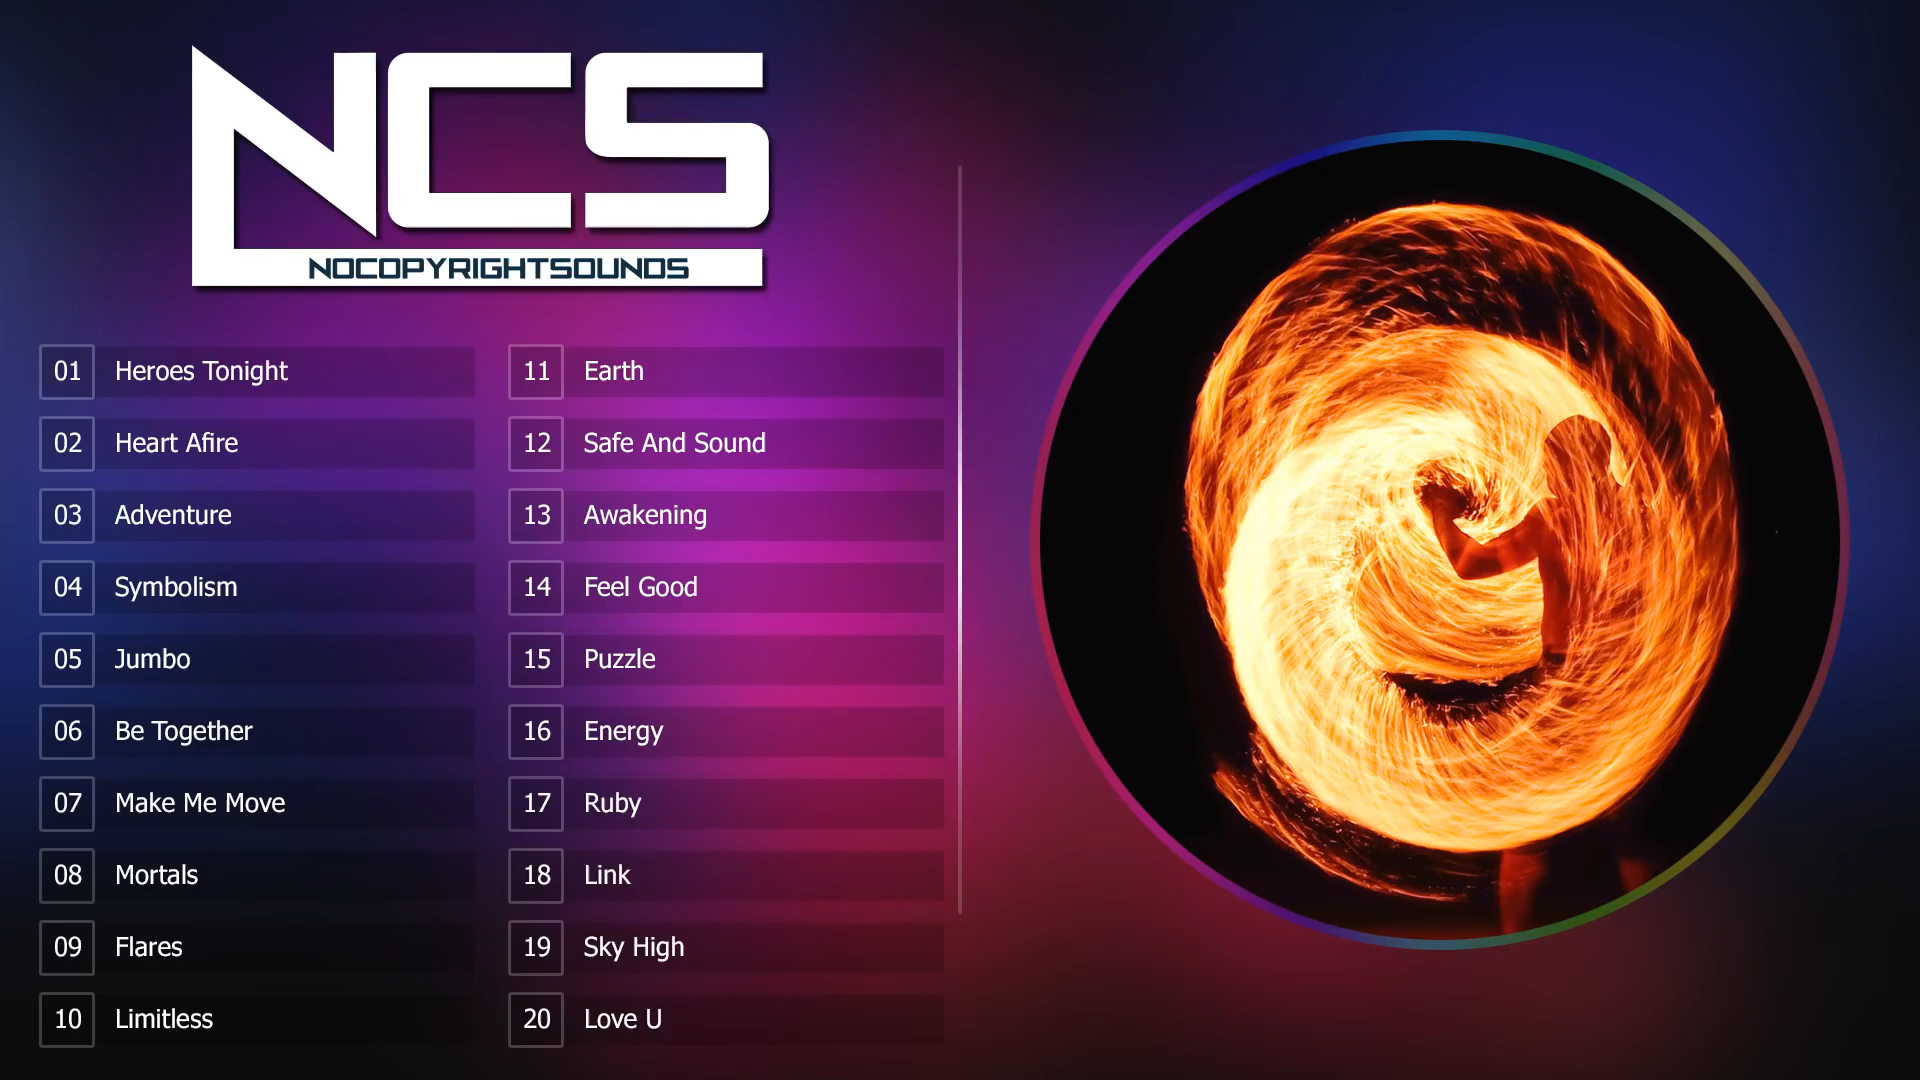 NCS
NOCOPYRIGHTSOUNDS
01 Heroes Tonight
02 Heart Afire
03 Adventure
04 Symbolism
05 Jumbo
06 Be Together
07 Make Me Move
08 Mortals
09 Flares
10 Limitless
11 Earth
12 Safe And Sound
13 Awakening
14 Feel Good
15 Puzzle
16 Energy
17 Ruby
18 Link
19 Sky High
20 Love U